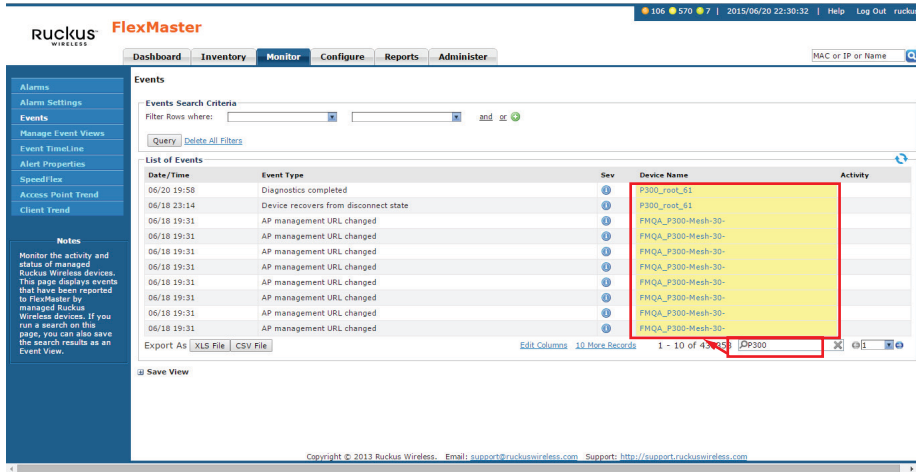 106 570 7 | 2015/06/20 22:30:32 | Help Log Out ruckus
Ruckus FlexMaster
WIRELESS
Dashboard Inventory Monitor Configure Reports Administer MAC or IP or Name
Alarms
Alarm Settings
Events
Manage Event Views
Event TimeLine
Alert Properties
SpeedFlex
Access Point Trend
Client Trend
Notes
Monitor the activity and
status of managed
Ruckus Wireless devices.
This page displays events
that have been reported
to FlexMaster by
managed Ruckus
Wireless devices. If you
run a search on this
page, you can also save
the search results as an
Event View.
Events
Events Search Criteria
Filter Rows where: and or
Query Delete All Filters
List of Events
Date/Time Event Type Sev Device Name Activity
06/20 19:58 Diagnostics completed P300_root_61
06/18 23:14 Device recovers from disconnect state P300_root_61
06/18 19:31 AP management URL changed FMQA_P300-Mesh-30-
06/18 19:31 AP management URL changed FMQA_P300-Mesh-30-
06/18 19:31 AP management URL changed FMQA_P300-Mesh-30-
06/18 19:31 AP management URL changed FMQA_P300-Mesh-30-
06/18 19:31 AP management URL changed FMQA_P300-Mesh-30-
06/18 19:31 AP management URL changed FMQA_P300-Mesh-30-
06/18 19:31 AP management URL changed FMQA_P300-Mesh-30-
06/18 19:31 AP management URL changed FMQA_P300-Mesh-30-
Export As XLS File CSV File Edit Columns 10 More Records 1 - 10 of P300 1
Save View
Copyright © 2013 Ruckus Wireless. Email: support@ruckuswireless.com Support: http://support.ruckuswireless.com